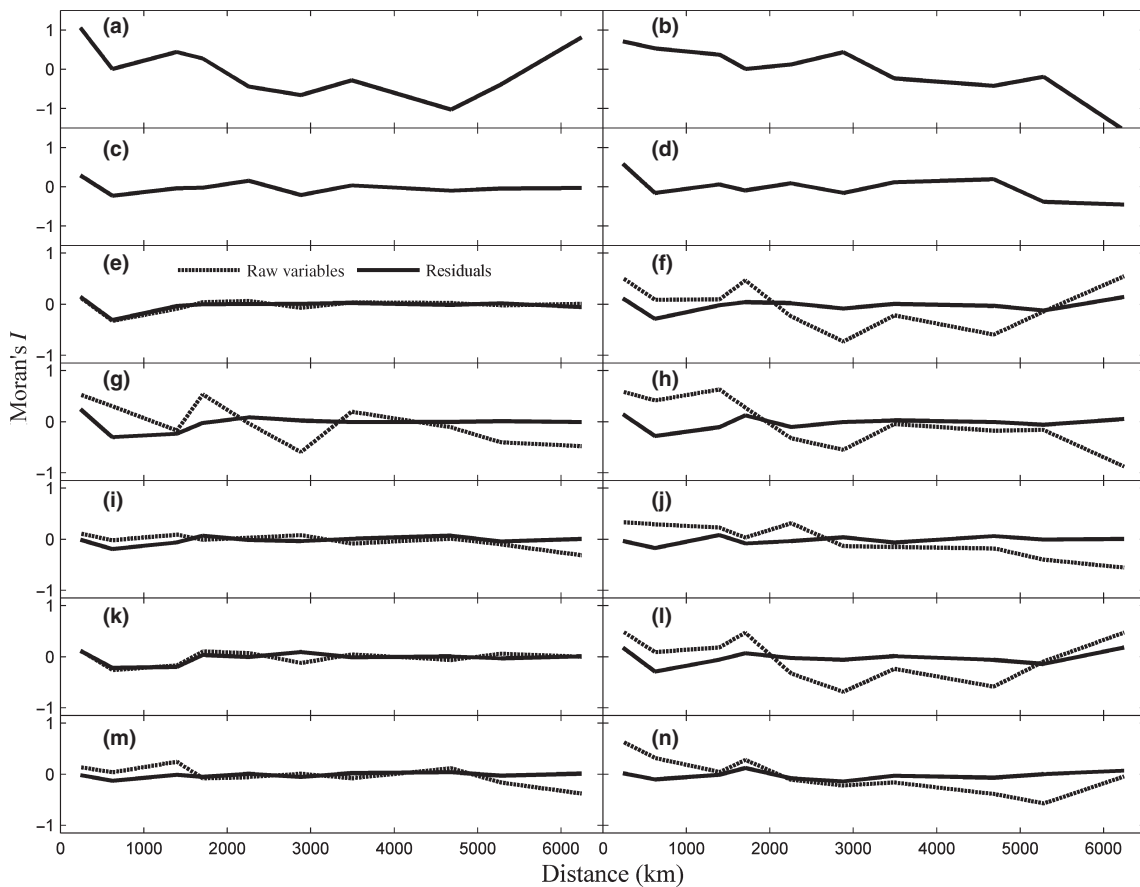 (a) (b)
1
0
−1
(c) (d)
1
0
−1
(e) Raw variables Residuals (f)
1
0
−1
(g) (h)
1
0
−1
(i) (j)
1
0
−1
(k) (l)
1
0
−1
(m) (n)
1
0
−1
Moran's I
0 1000 2000 3000 4000 5000 6000 0 1000 2000 3000 4000 5000 6000
Distance (km)